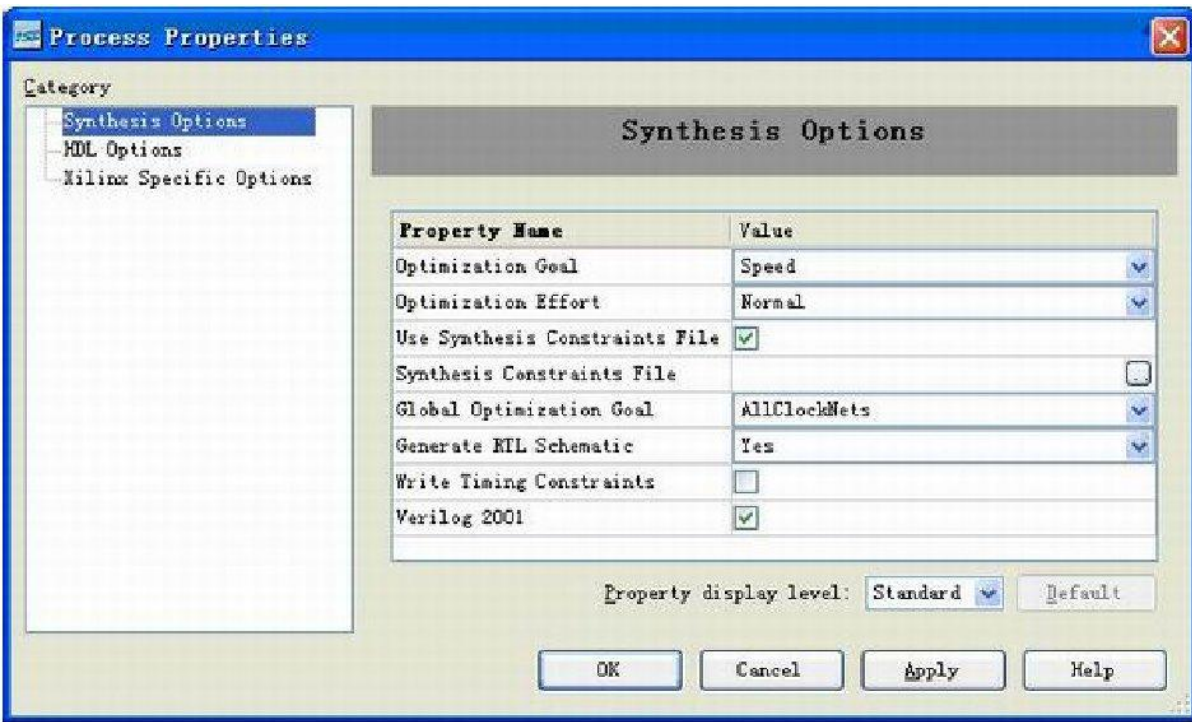 Process Properties
Category
Synthesis Options
HDL Options
Xilinx Specific Options
Synthesis Options
Property Name Value
Optimization Goal Speed
Optimization Effort Normal
Use Synthesis Constraints File
Synthesis Constraints File ..
Global Optimization Goal AllClockNets
Generate RTL Schematic Yes
Write Timing Constraints
Verilog 2001
Property display level: Standard Default
OK Cancel Apply Help